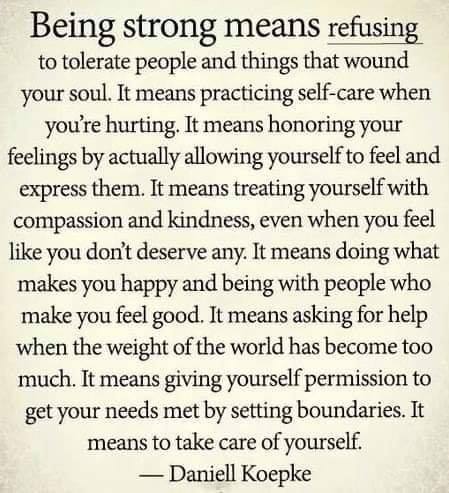 Being strong means refusing
to tolerate people and things that wound
your soul. It means practicing self-care when
you're hurting. It means honoring your
feelings by actually allowing yourself to feel and
express them. It means treating yourself with
compassion and kindness, even when you feel
like you don't deserve any. It means doing what
makes you happy and being with people who
make you feel good. It means asking for help
when the weight of the world has become too
much. It means giving yourself permission to
get your needs met by setting boundaries. It
means to take care of yourself.
— Daniell Koepke